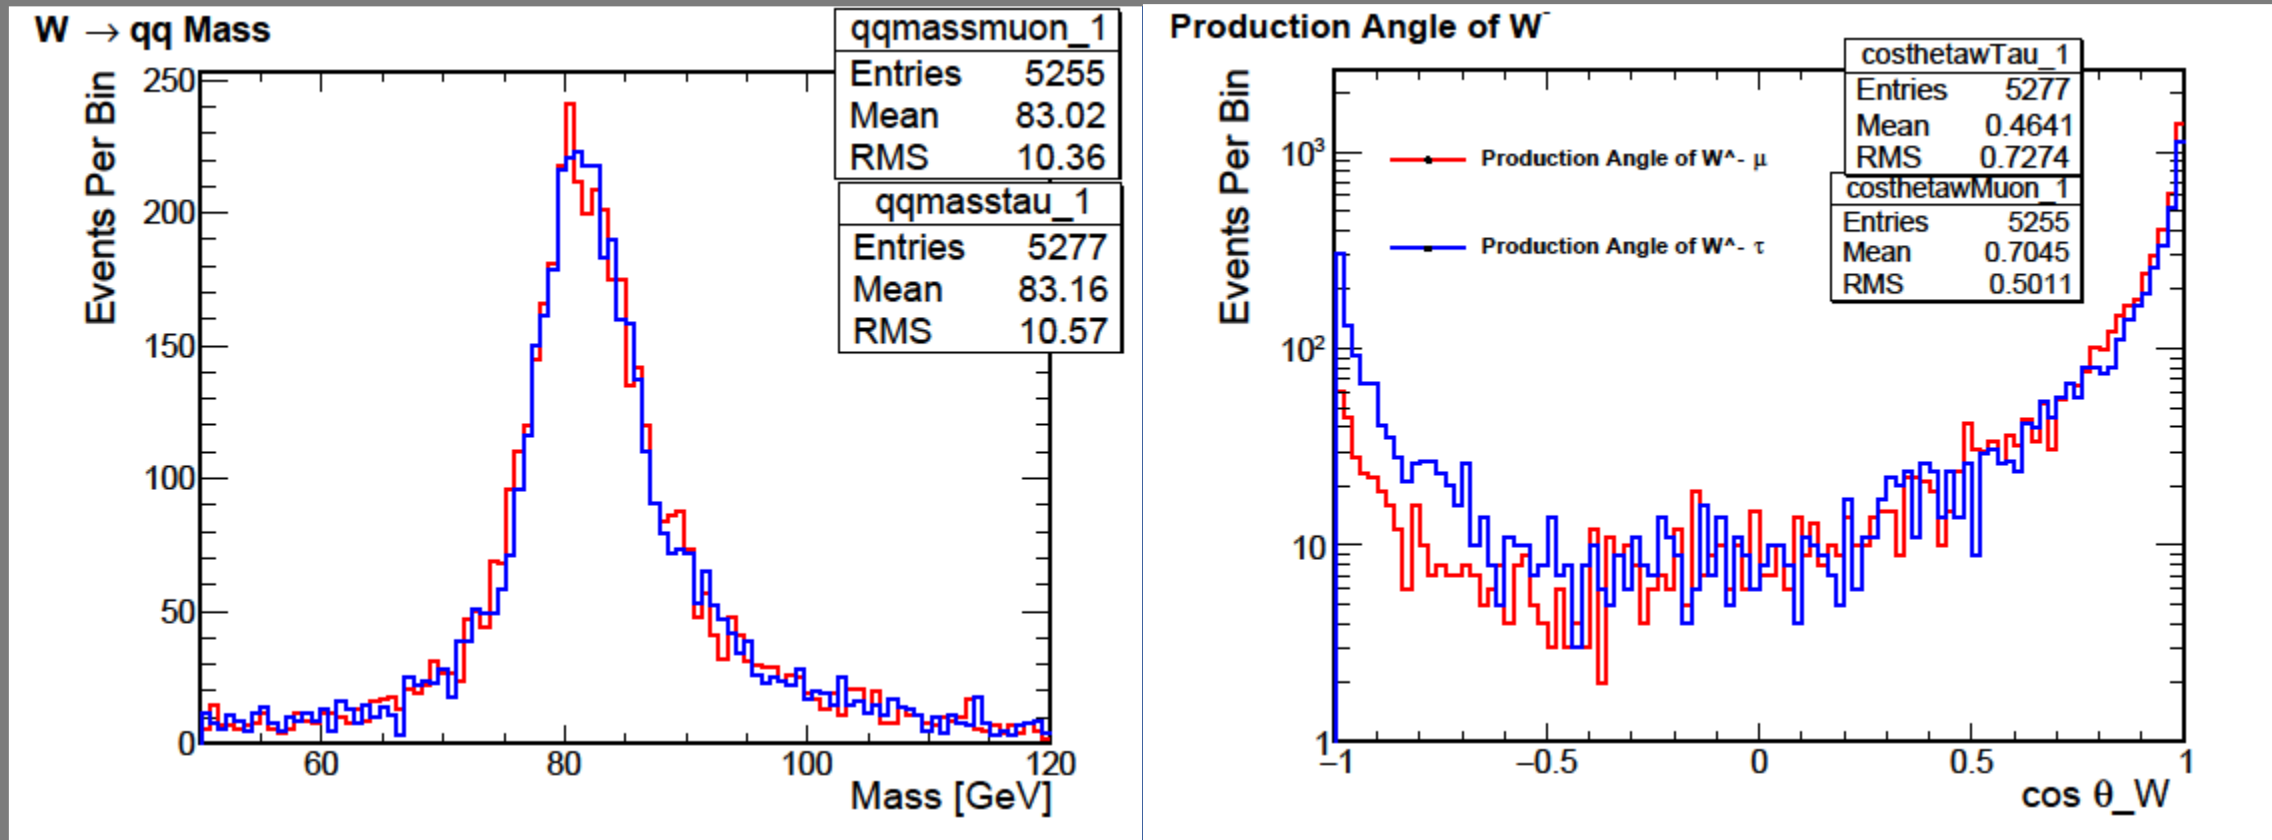 W → qq Mass
qqmassmuon_1
Entries 5255
Mean 83.02
RMS 10.36
qqmasstau_1
Entries 5277
Mean 83.16
RMS 10.57
Events Per Bin
250
200
150
100
50
0
60 80 100 120
Mass [GeV]
Production Angle of W⁻
costhetawTau_1
Entries 5277
Mean 0.4641
RMS 0.7274
costhetawMuon_1
Entries 5255
Mean 0.7045
RMS 0.5011
Production Angle of W^- μ
Production Angle of W^- τ
Events Per Bin
10³
10²
10
1
−1 −0.5 0 0.5 1
cos θ_W